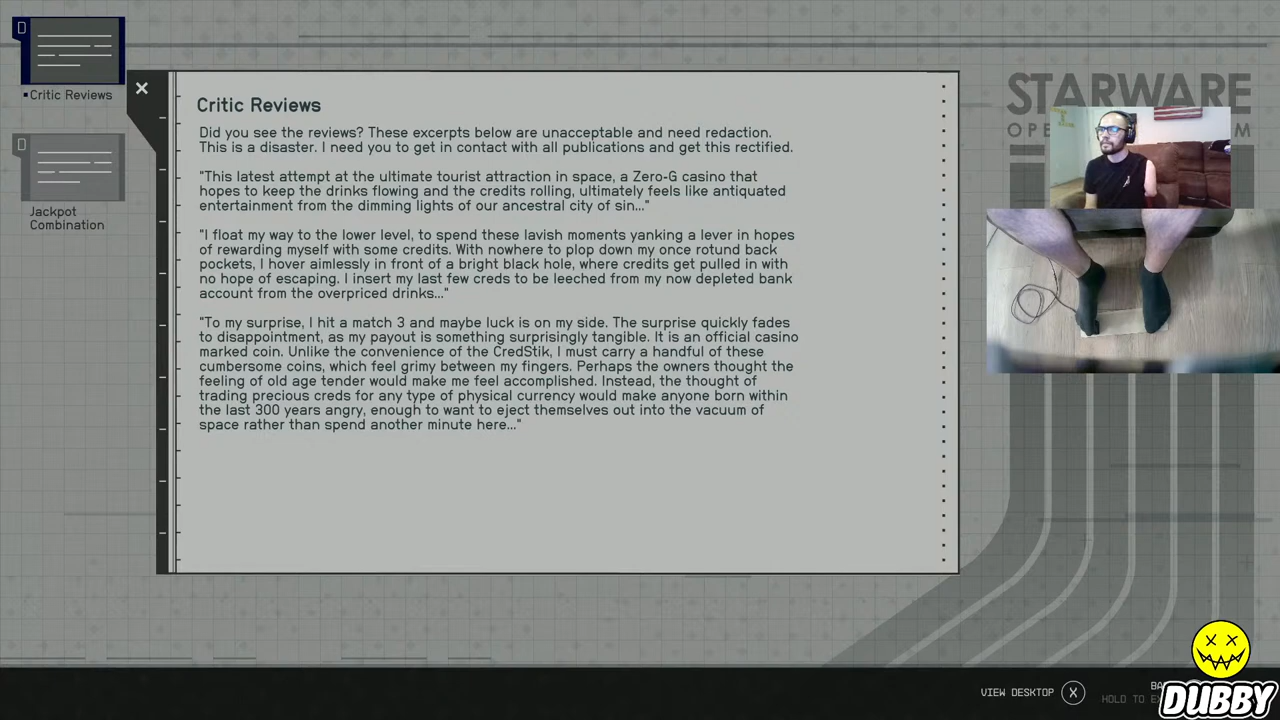 D
Critic Reviews
D
Jackpot
Combination
Critic Reviews
Did you see the reviews? These excerpts below are unacceptable and need redaction.
This is a disaster. I need you to get in contact with all publications and get this rectified.
"This latest attempt at the ultimate tourist attraction in space, a Zero-G casino that
hopes to keep the drinks flowing and the credits rolling, ultimately feels like antiquated
entertainment from the dimming lights of our ancestral city of sin..."
"I float my way to the lower level, to spend these lavish moments yanking a lever in hopes
of rewarding myself with some credits. With nowhere to plop down my once rotund back
pockets, I hover aimlessly in front of a bright black hole, where credits get pulled in with
no hope of escaping. I insert my last few creds to be leeched from my now depleted bank
account from the overpriced drinks..."
"To my surprise, I hit a match 3 and maybe luck is on my side. The surprise quickly fades
to disappointment, as my payout is something surprisingly tangible. It is an official casino
marked coin. Unlike the convenience of the CredStik, I must carry a handful of these
cumbersome coins, which feel grimy between my fingers. Perhaps the owners thought the
feeling of old age tender would make me feel accomplished. Instead, the thought of
trading precious creds for any type of physical currency would make anyone born within
the last 300 years angry, enough to want to eject themselves out into the vacuum of
space rather than spend another minute here..."
STARWARE
VIEW DESKTOP X
HOLD TO
DUBBY